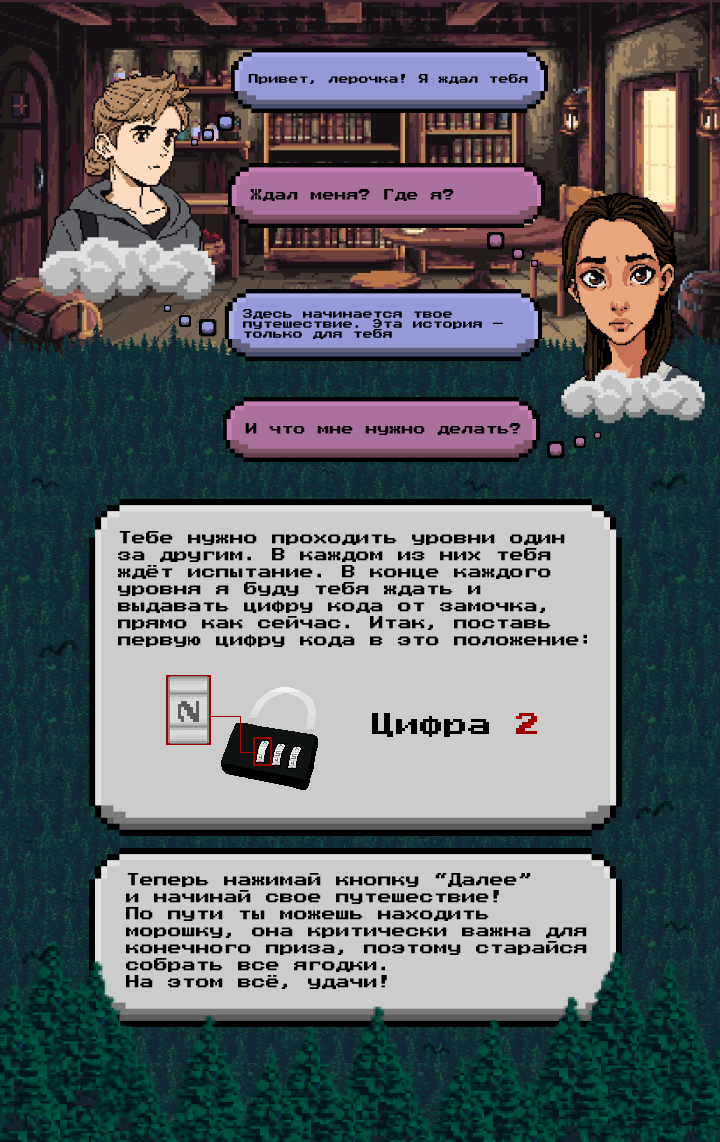 Привет, лерочка! Я ждал тебя
Ждал меня? Где я?
Здесь начинается твое
путешествие. Эта история –
только для тебя
И что мне нужно делать?
Тебе нужно проходить уровни один
за другим. В каждом из них тебя
ждёт испытание. В конце каждого
уровня я буду тебя ждать и
выдавать цифру кода от замочка,
прямо как сейчас. Итак, поставь
первую цифру кода в это положение:
2
Цифра 2
Теперь нажимай кнопку “Далее”
и начинай свое путешествие!
По пути ты можешь находить
морошку, она критически важна для
конечного приза, поэтому старайся
собрать все ягодки.
На этом всё, удачи!